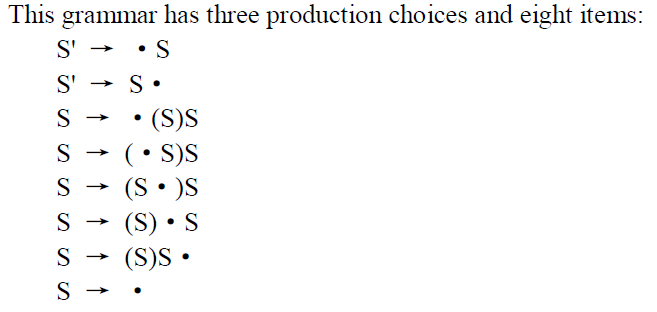 This grammar has three production choices and eight items:
S' → • S
S' → S •
S → • (S)S
S → ( • S)S
S → (S • )S
S → (S) • S
S → (S)S •
S → •